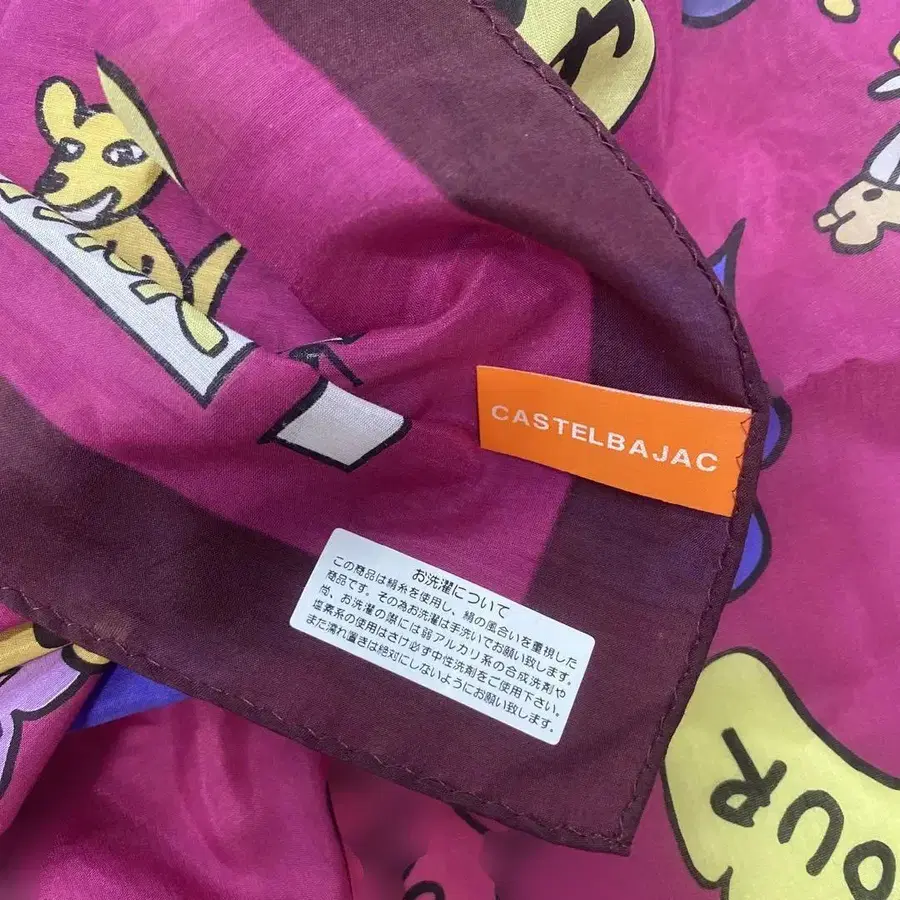 CASTELBAJAC
お洗濯について
この商品は絹糸を使用し、絹の風合いを重視した
商品です。その為お洗濯は手洗いでお願い致します。
尚、お洗濯の際には弱アルカリ系の合成洗剤や
塩素系の使用はさけ必ず中性洗剤をご使用下さい。
また濡れ置きは絶対にしないようにお願い致します。
OUR